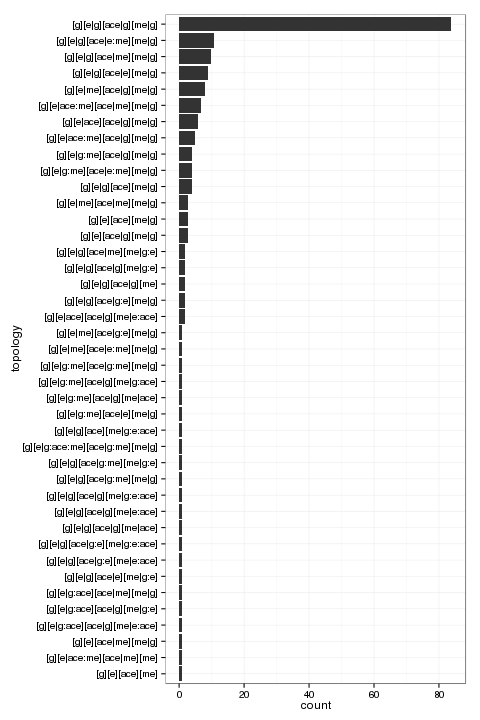 [g][e|g][ace|g][me|g]
[g][e|g][ace|e:me][me|g]
[g][e|g][ace|me][me|g]
[g][e|g][ace|e][me|g]
[g][e|me][ace|g][me|g]
[g][e|ace:me][ace|me][me|g]
[g][e|ace][ace|g][me|g]
[g][e|ace:me][ace|g][me|g]
[g][e|g:me][ace|g][me|g]
[g][e|g:me][ace|e:me][me|g]
[g][e|g][ace][me|g]
[g][e|me][ace|me][me|g]
[g][e][ace][me|g]
[g][e][ace|g][me|g]
[g][e|g][ace|me][me|g:e]
[g][e|g][ace|g][me|g:e]
[g][e|g][ace|g][me]
[g][e|g][ace|g:e][me|g]
[g][e|ace][ace|g][me|e:ace]
[g][e|me][ace|g:e][me|g]
[g][e|me][ace|e:me][me|g]
[g][e|g:me][ace|g:me][me|g]
[g][e|g:me][ace|g][me|g:ace]
[g][e|g:me][ace|g][me|ace]
[g][e|g:me][ace|e][me|g]
[g][e|g][ace][me|g:e:ace]
[g][e|g:ace:me][ace|g:me][me|g]
[g][e|g][ace|g:me][me|g:e]
[g][e|g][ace|g:me][me|g]
[g][e|g][ace|g][me|g:e:ace]
[g][e|g][ace|g][me|e:ace]
[g][e|g][ace|g][me|ace]
[g][e|g][ace|g:e][me|g:e:ace]
[g][e|g][ace|g:e][me|e:ace]
[g][e|g][ace|e][me|g:e]
[g][e|g:ace][ace|me][me|g]
[g][e|g:ace][ace|g][me|g:e]
[g][e|g:ace][ace|g][me|e:ace]
[g][e][ace|me][me|g]
[g][e|ace:me][ace|me][me]
[g][e][ace][me]
topology
0 20 40 60 80
count